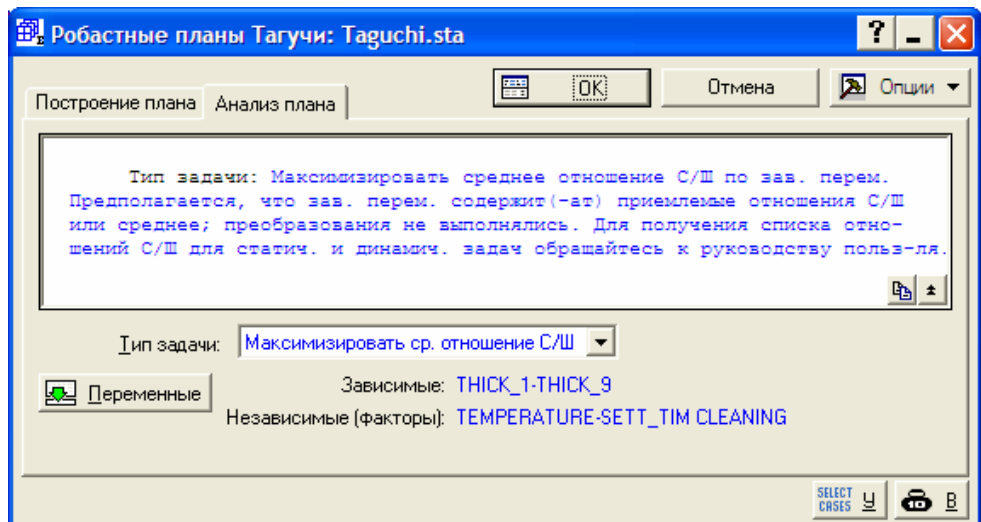 Робастные планы Тагучи: Taguchi.sta
Построение плана
Анализ плана
OK
Отмена
Опции
Тип задачи: Максимизировать среднее отношение С/Ш по зав. перем.
Предполагается, что зав. перем. содержит(-ат) приемлемые отношения С/Ш
или среднее; преобразования не выполнялись. Для получения списка отно-
шений С/Ш для статич. и динамич. задач обращайтесь к руководству польз-ля.
Тип задачи: Максимизировать ср. отношение С/Ш
Переменные
Зависимые: THICK_1-THICK_9
Независимые (факторы): TEMPERATURE-SETT_TIM CLEANING
SELECT CASES У
В